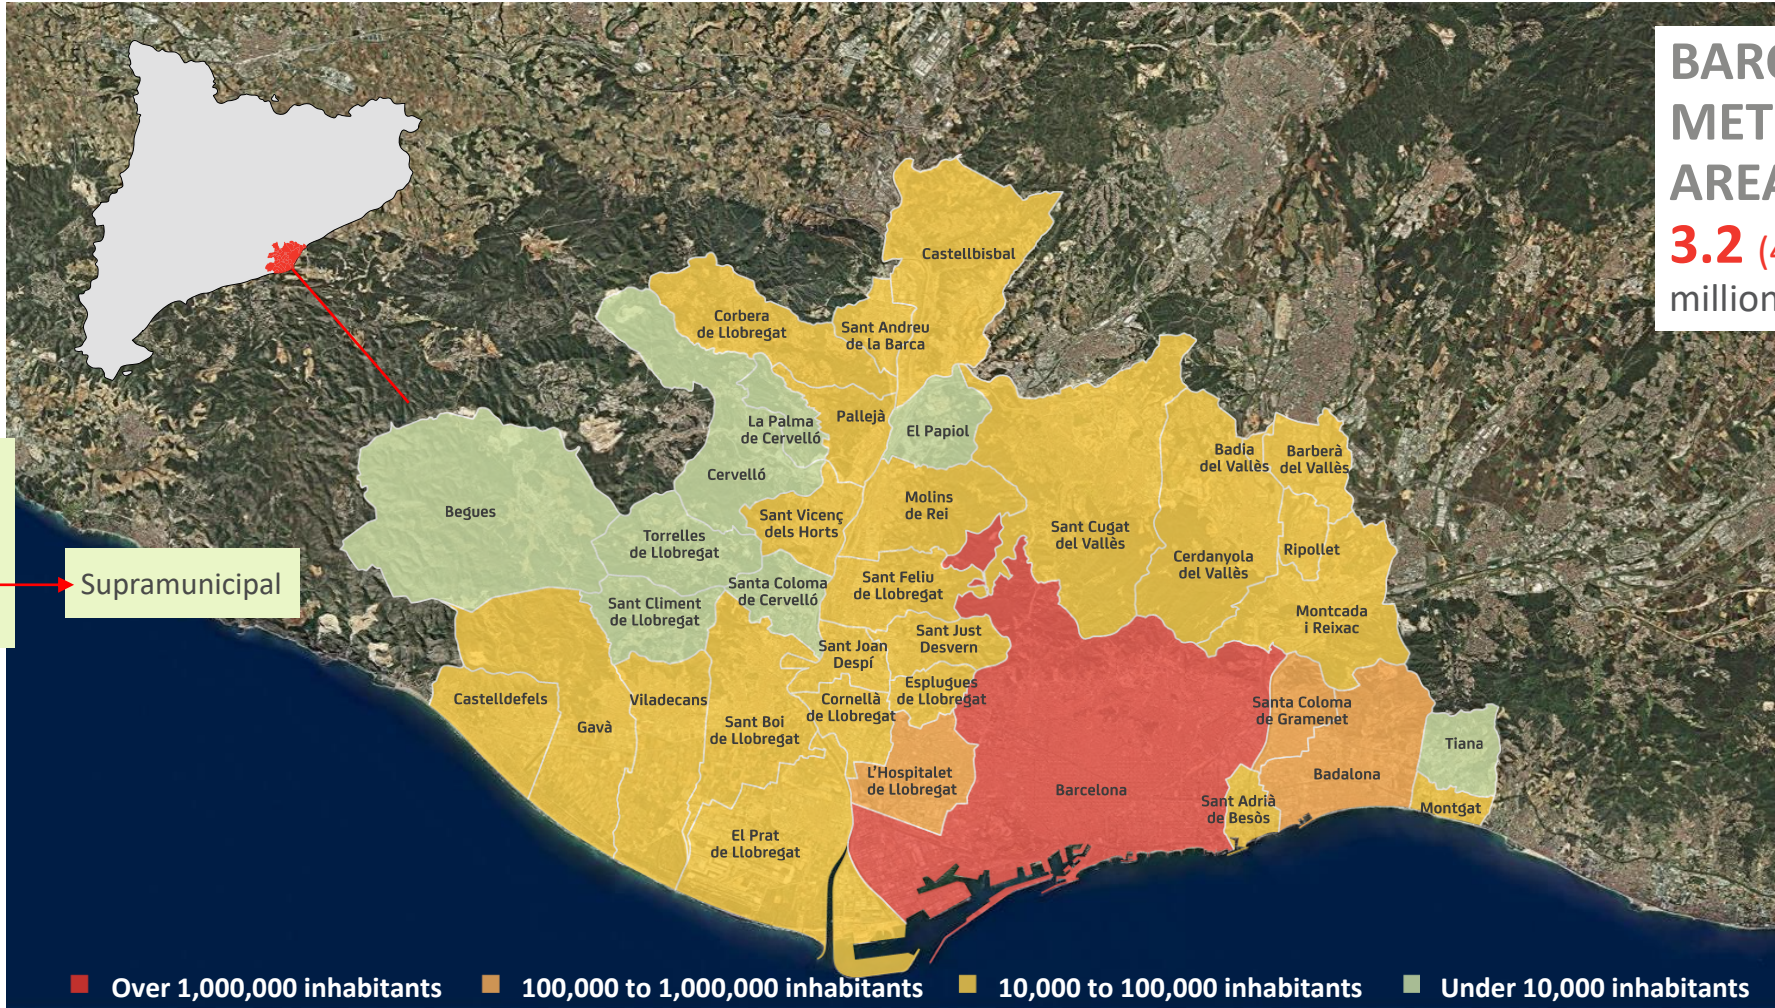 BARC
MET
AREA
3.2 (4
million
Castellbisbal
Corbera
de Llobregat
Sant Andreu
de la Barca
La Palma
de Cervelló
Pallejà
El Papiol
Cervelló
Badia
del Vallès
Barberà
del Vallès
Begues
Molins
de Rei
Sant Vicenç
dels Horts
Sant Cugat
del Vallès
Torrelles
de Llobregat
Ripollet
Cerdanyola
del Vallès
Supramunicipal
Santa Coloma
de Cervelló
Sant Feliu
de Llobregat
Sant Climent
de Llobregat
Montcada
i Reixac
Sant Just
Desvern
Sant Joan
Despí
Esplugues
de Llobregat
Castelldefels
Viladecans
Cornellà
de Llobregat
Santa Coloma
de Gramenet
Gavà
Sant Boi
de Llobregat
Tiana
L'Hospitalet
de Llobregat
Badalona
Barcelona
Sant Adrià
de Besòs
Montgat
El Prat
de Llobregat
Over 1,000,000 inhabitants
100,000 to 1,000,000 inhabitants
10,000 to 100,000 inhabitants
Under 10,000 inhabitants